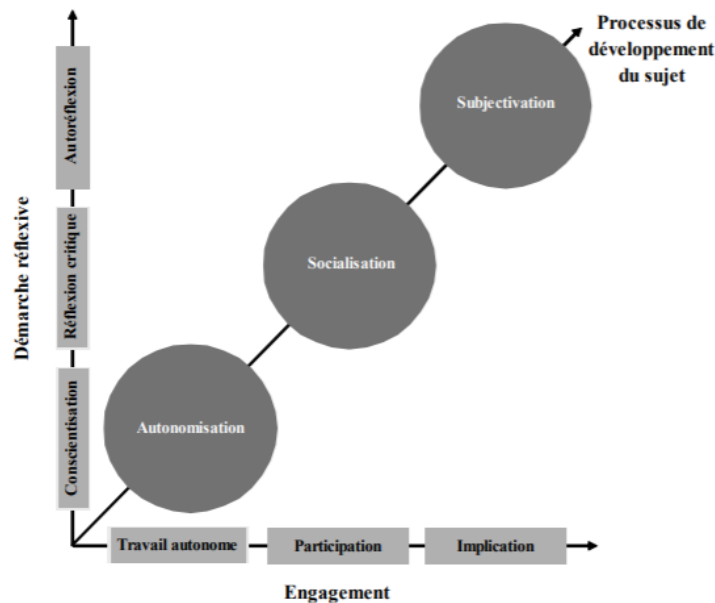 Processus de
développement
du sujet
Subjectivation
Autoréflexion
Socialisation
Réflexion critique
Démarche réflexive
Autonomisation
Conscientisation
Travail autonome
Participation
Implication
Engagement